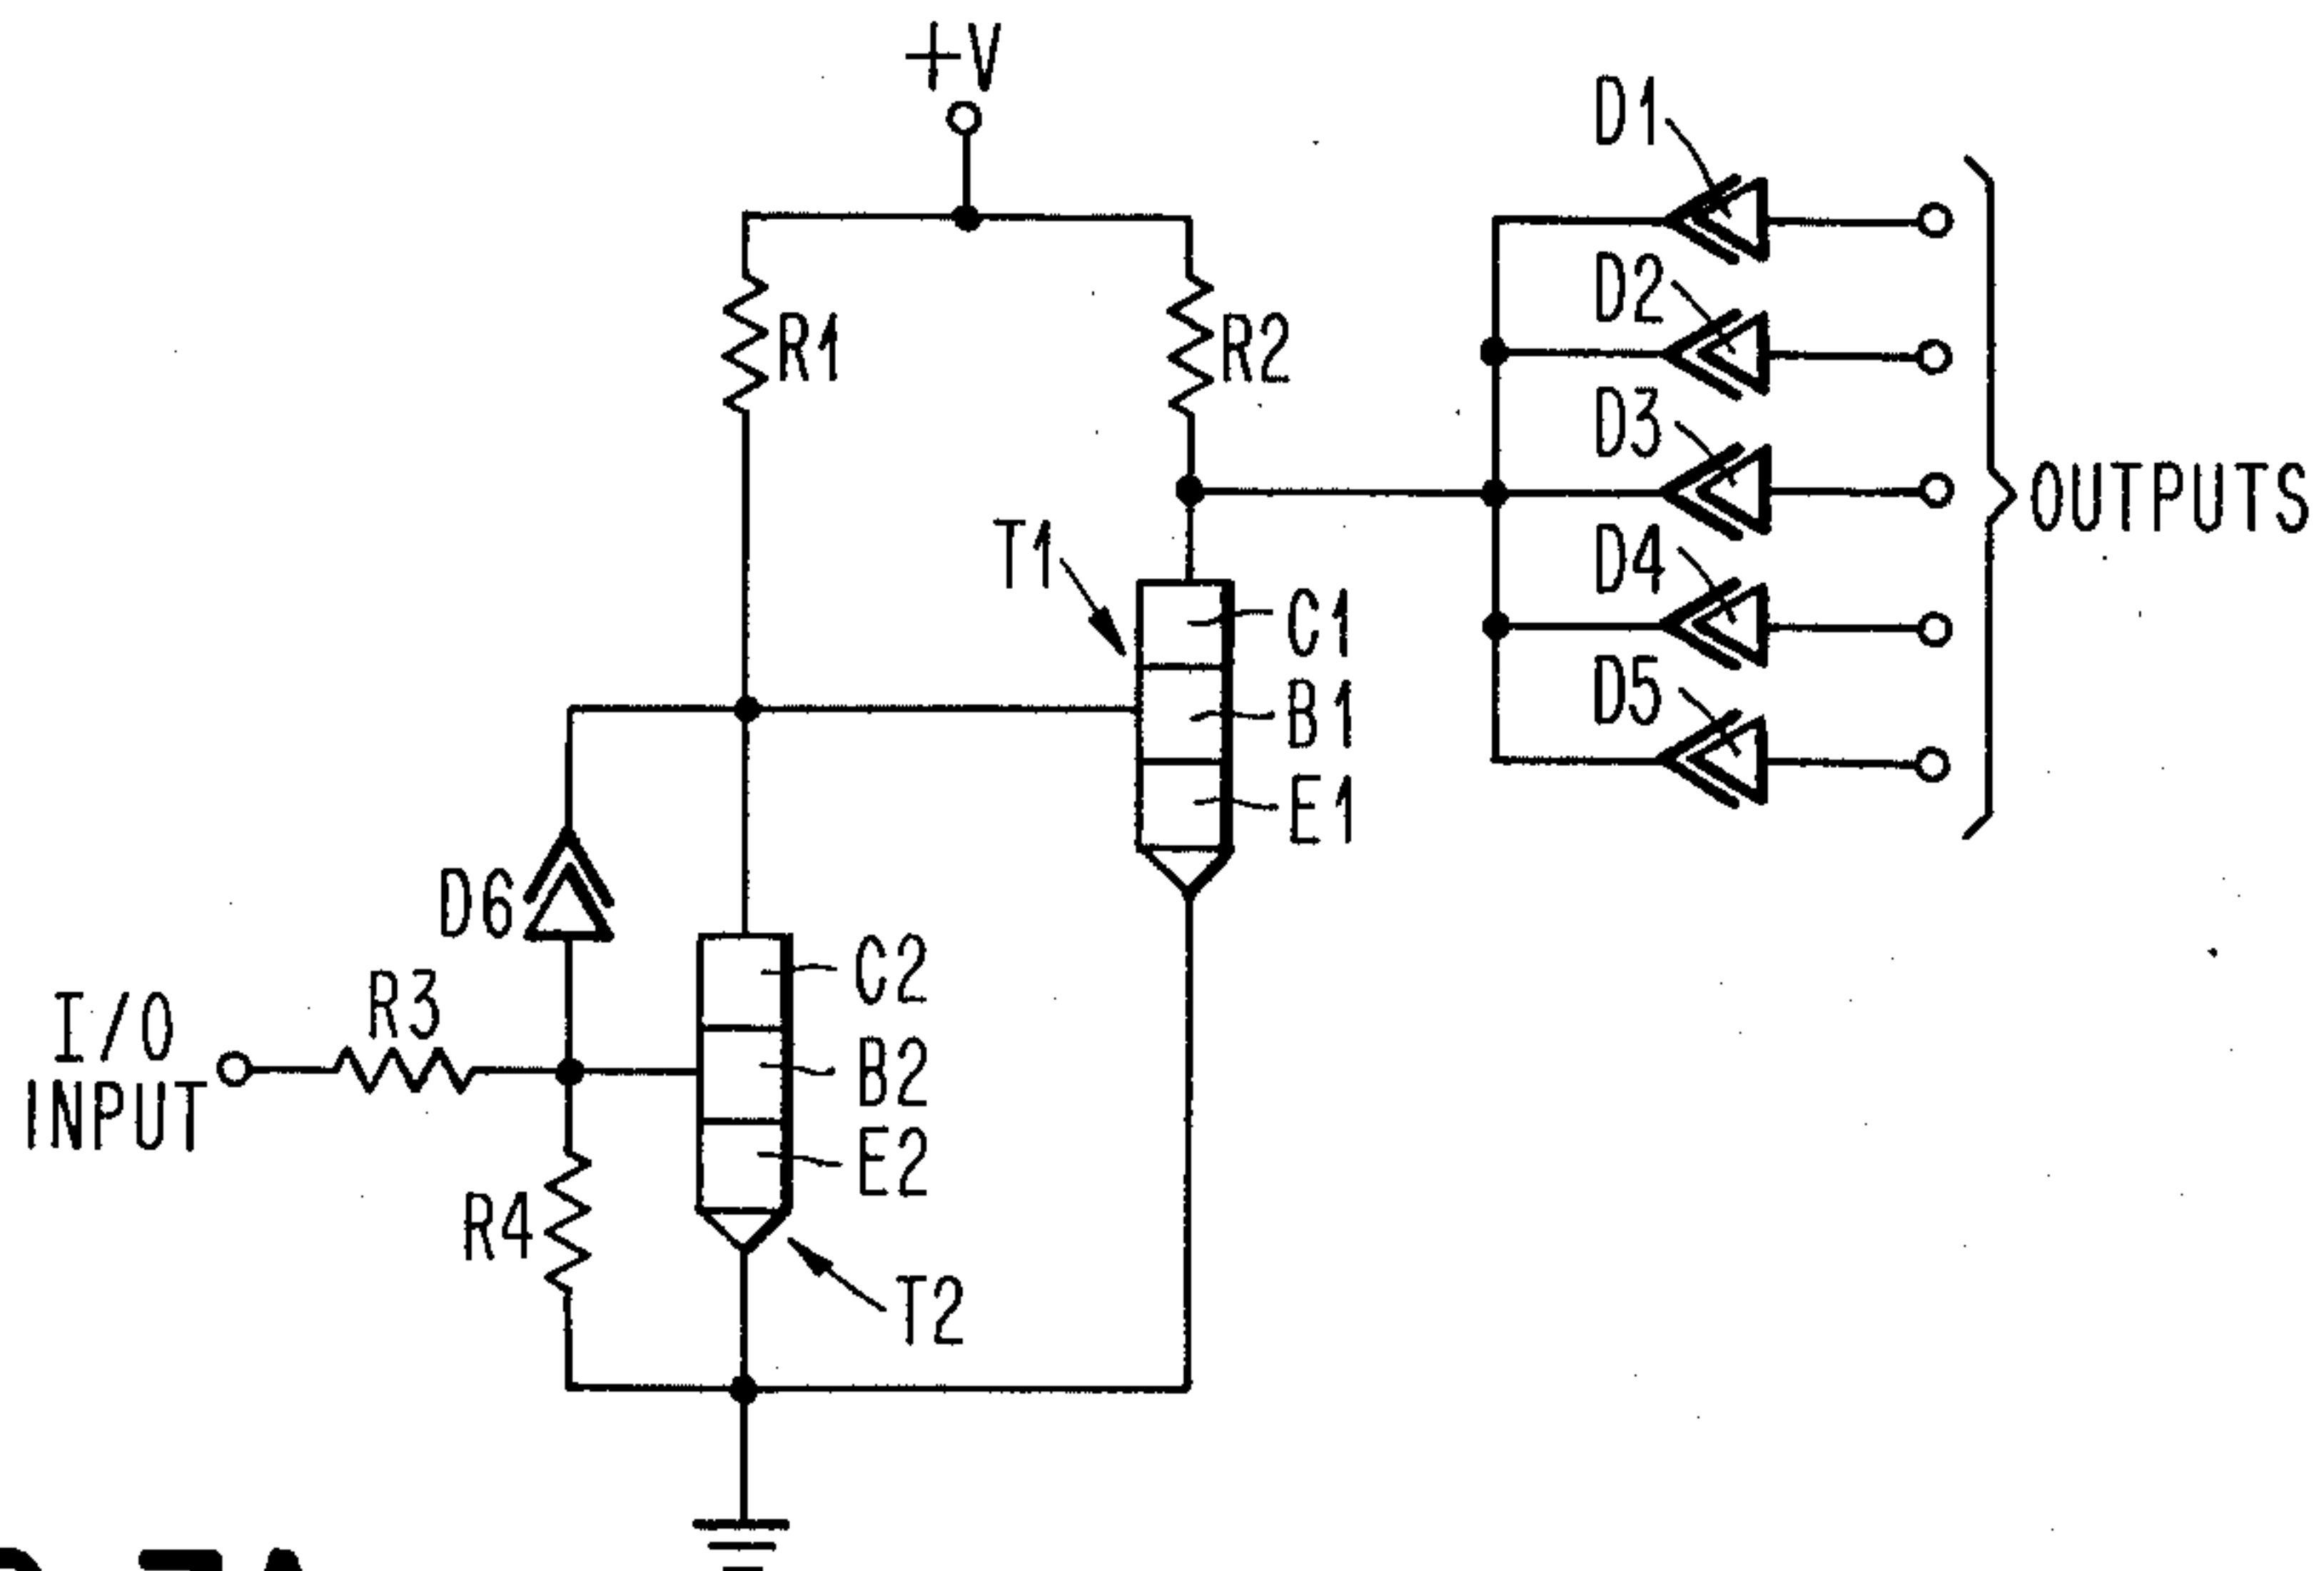 +V
D1
D2
R1
R2
D3
OUTPUTS
T1
D4
C1
D5
B1
E1
D6
C2
R3
I/O
INPUT
B2
E2
R4
T2